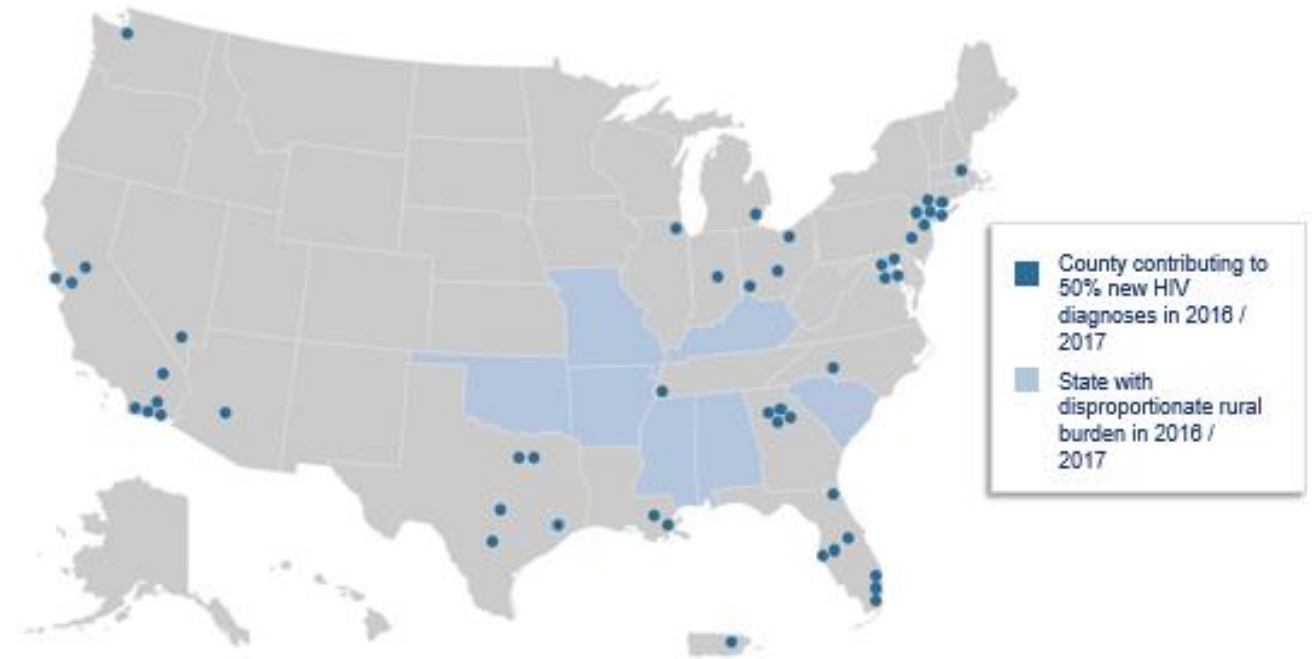 County contributing to
50% new HIV
diagnoses in 2016 /
2017
State with
disproportionate rural
burden in 2016 /
2017